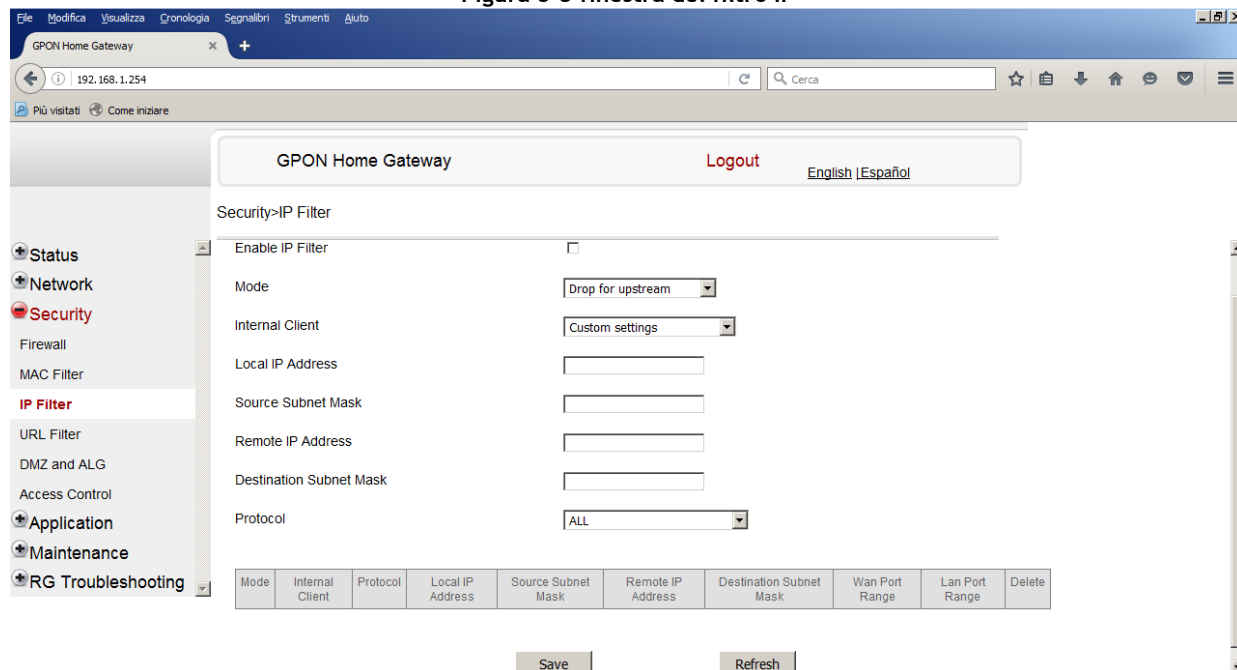 File Modifica Visualizza Cronologia Segnalibri Strumenti Aiuto
GPON Home Gateway
192.168.1.254
Cerca
Più visitati Come iniziare
GPON Home Gateway
Logout
English |Español
Security>IP Filter
Status
Network
Security
Firewall
MAC Filter
IP Filter
URL Filter
DMZ and ALG
Access Control
Application
Maintenance
RG Troubleshooting
Enable IP Filter
Mode Drop for upstream
Internal Client Custom settings
Local IP Address
Source Subnet Mask
Remote IP Address
Destination Subnet Mask
Protocol ALL
Mode Internal Client Protocol Local IP Address Source Subnet Mask Remote IP Address Destination Subnet Mask Wan Port Range Lan Port Range Delete
Save Refresh